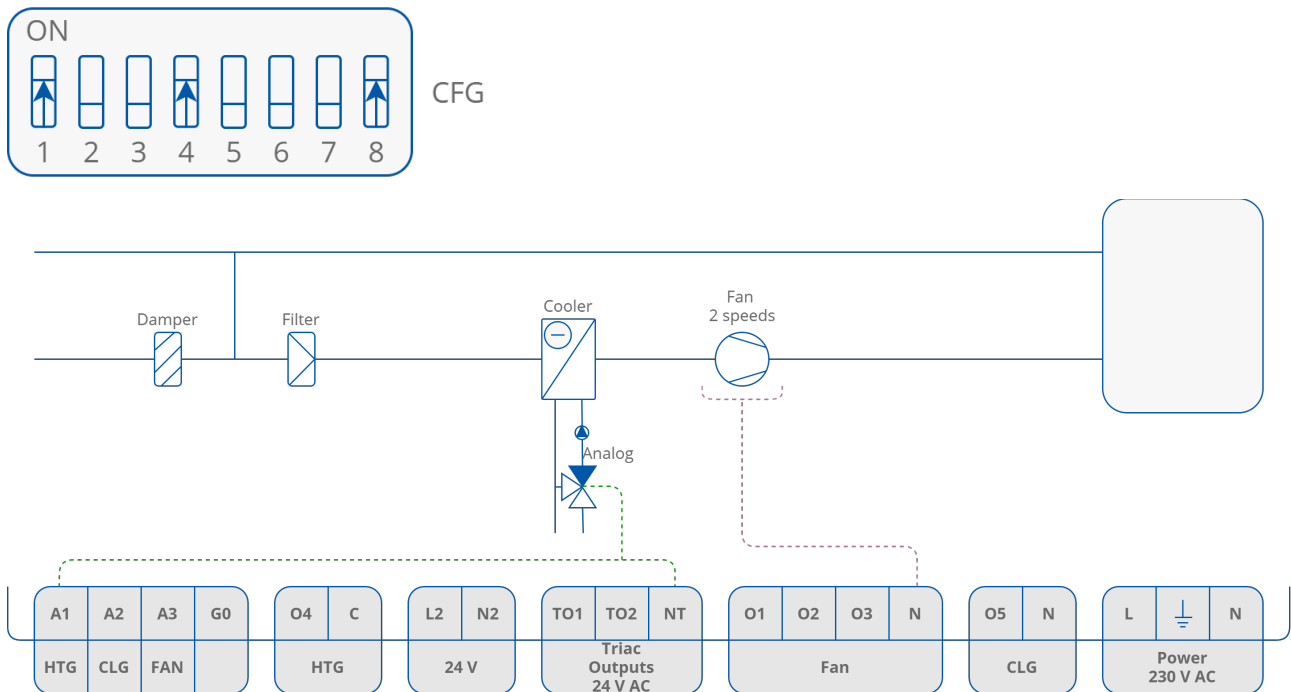 ON
1 2 3 4 5 6 7 8
CFG
Damper
Filter
Cooler
Fan
2 speeds
Analog
A1 A2 A3 G0
HTG CLG FAN
O4 C
HTG
L2 N2
24 V
TO1 TO2 NT
Triac
Outputs
24 V AC
O1 O2 O3 N
Fan
O5 N
CLG
L N
Power
230 V AC